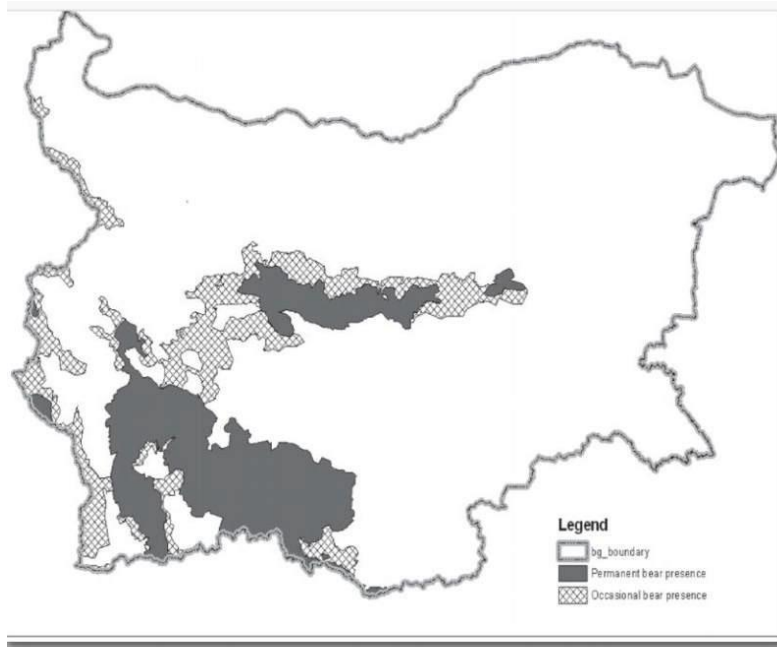 Legend
bg_boundary
Permanent bear presence
Occasional bear presence